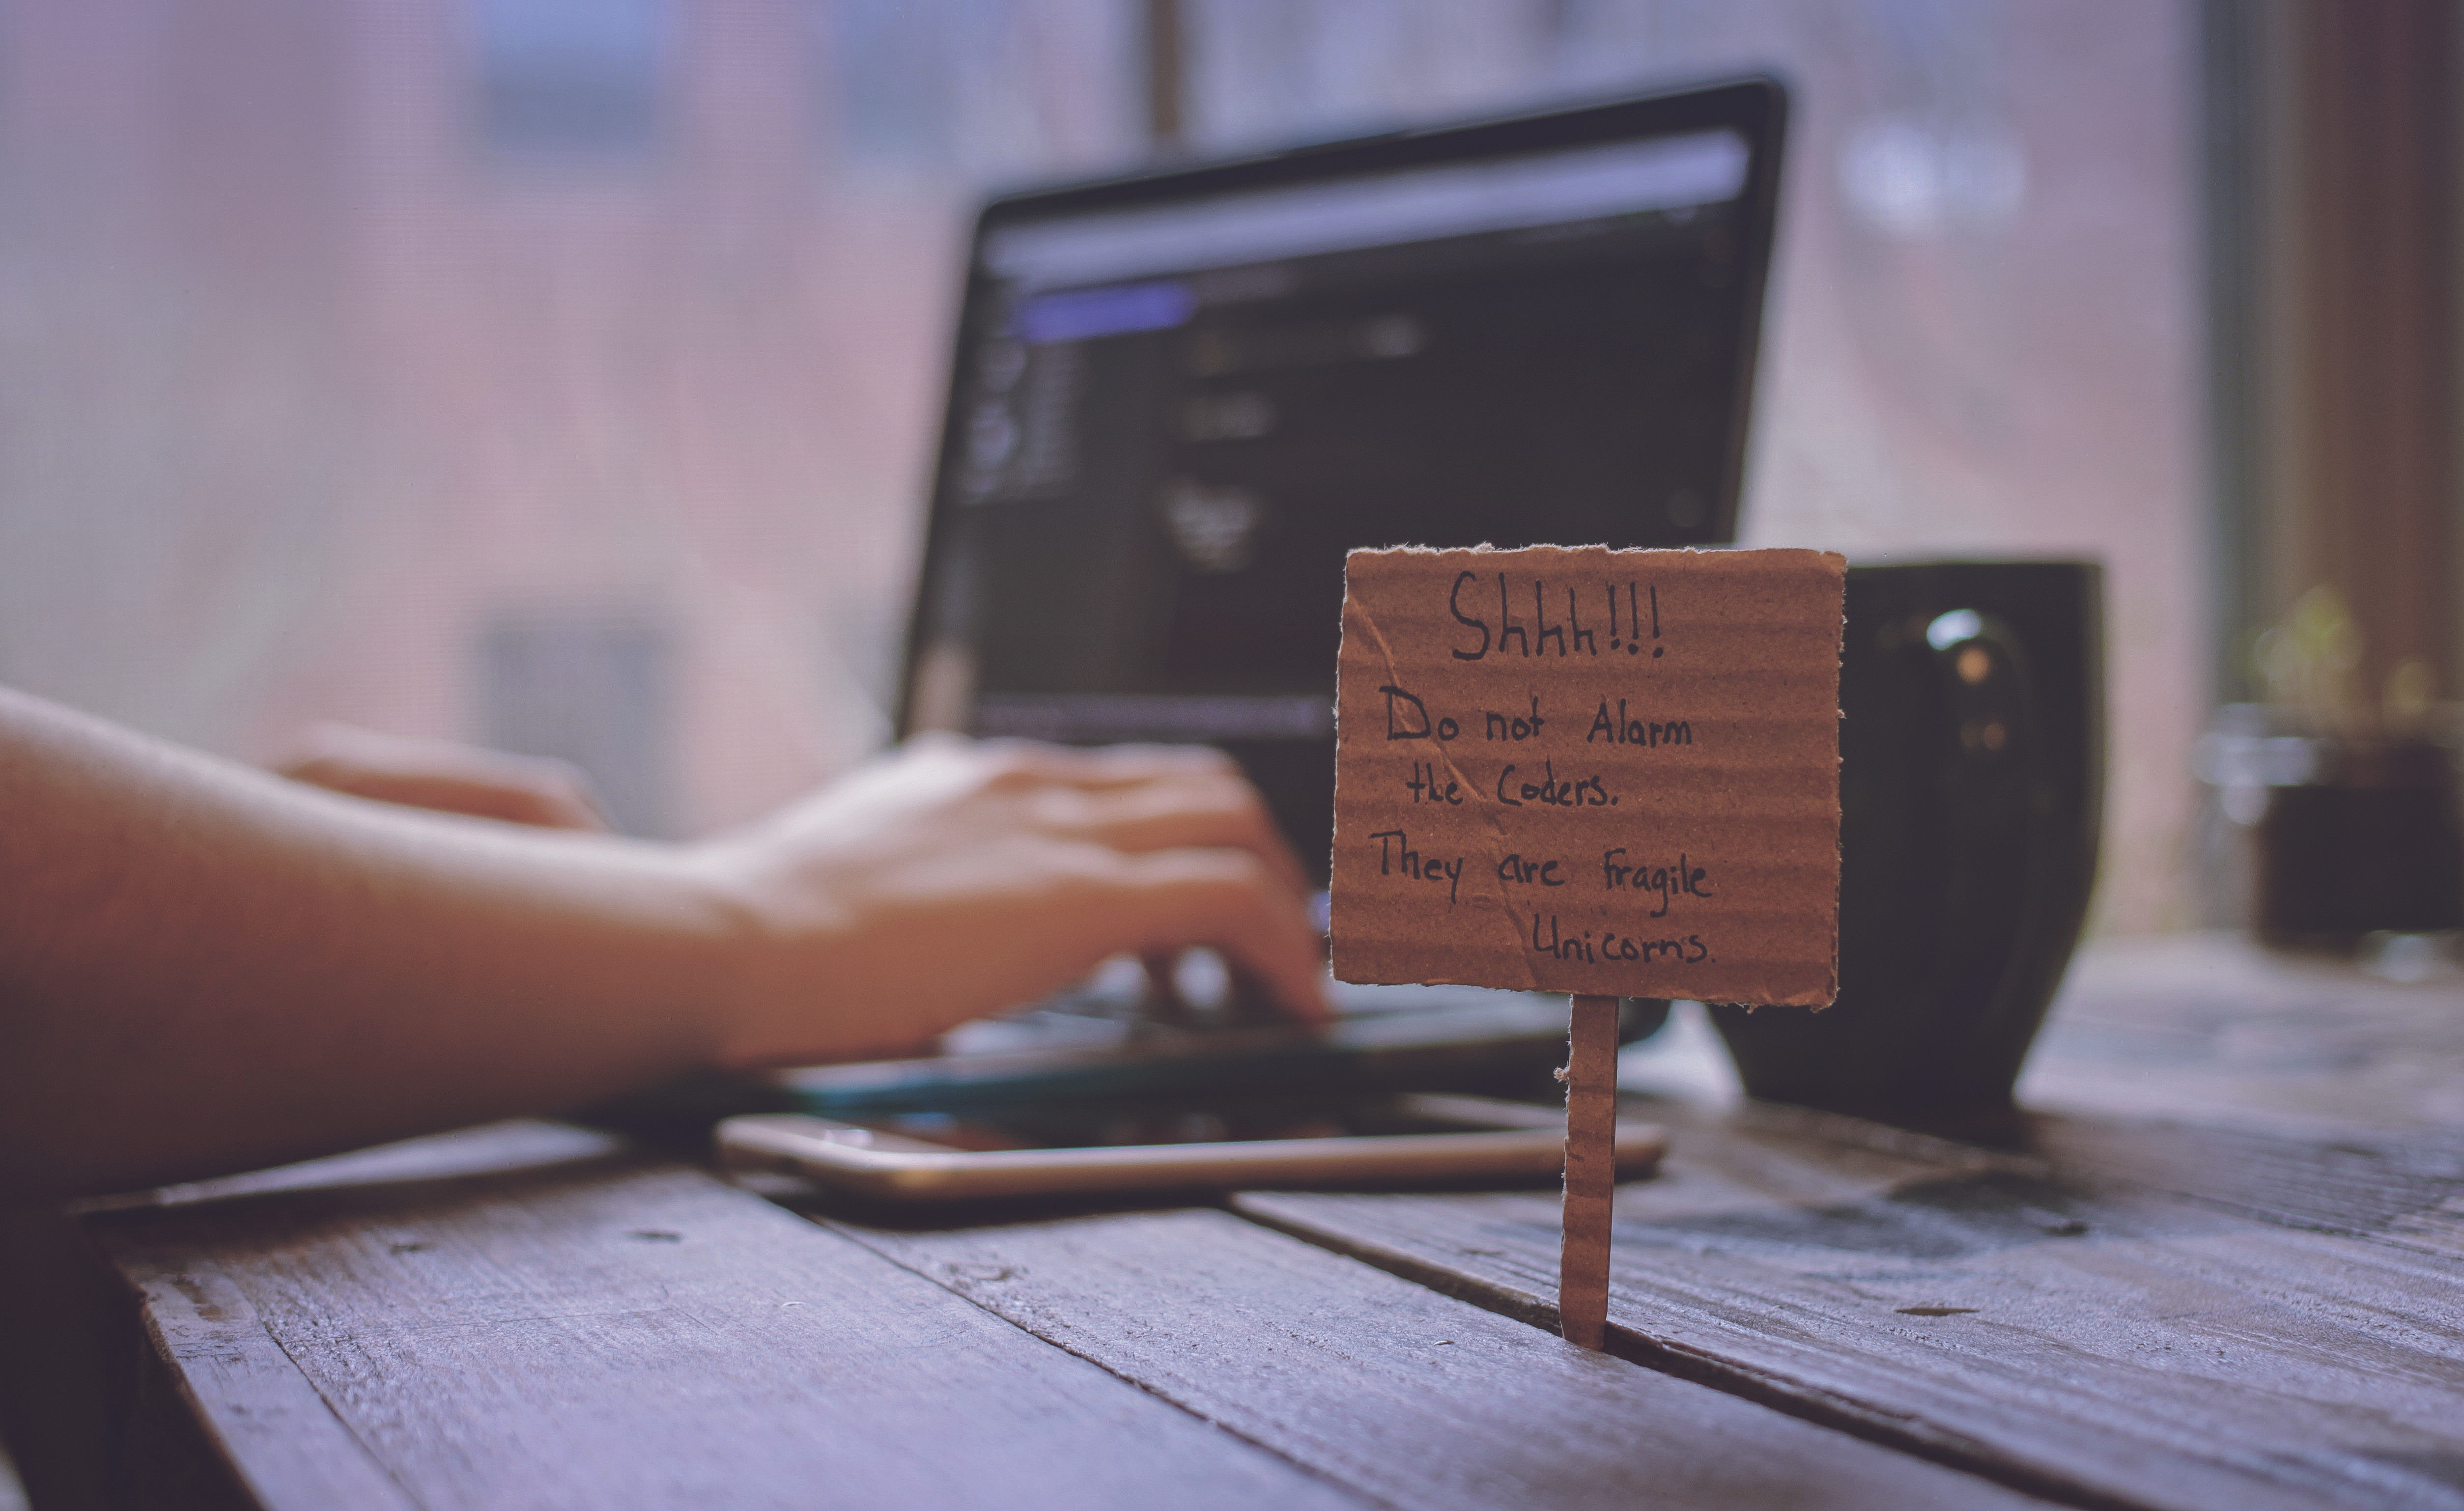 Shhh!!!
Do not Alarm
the Coders.
They are Fragile
Unicorns.